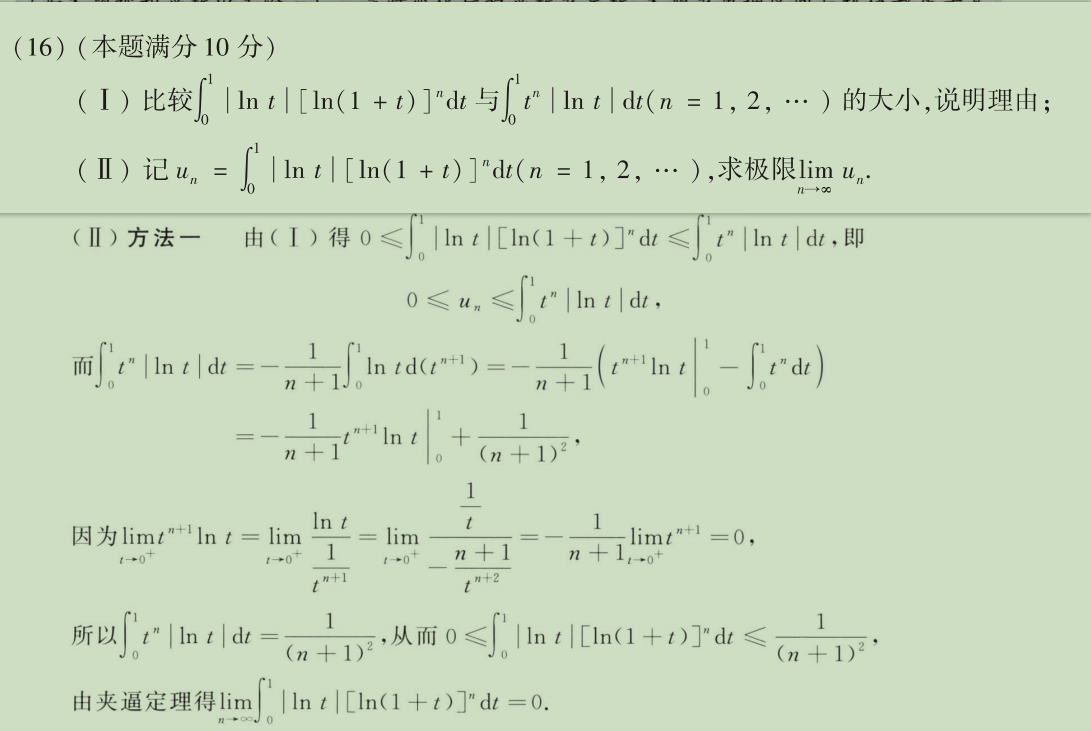 (16) (本题满分 10 分)
(Ⅰ) 比较∫₀¹ |ln t| [ln(1 + t)]ⁿdt 与∫₀¹ tⁿ |ln t| dt(n = 1, 2, …) 的大小,说明理由;
(Ⅱ) 记 uₙ = ∫₀¹ |ln t| [ln(1 + t)]ⁿdt(n = 1, 2, …),求极限lim_{n→∞} uₙ.
(Ⅱ) 方法一 由(Ⅰ)得 0 ≤ ∫₀¹ |ln t| [ln(1+t)]ⁿdt ≤ ∫₀¹ tⁿ |ln t| dt, 即
0 ≤ uₙ ≤ ∫₀¹ tⁿ |ln t| dt,
而∫₀¹ tⁿ |ln t| dt = −1/(n+1) ∫₀¹ ln td(tⁿ⁺¹) = −1/(n+1) (tⁿ⁺¹ln t |₀¹ − ∫₀¹ tⁿdt)
= −1/(n+1) tⁿ⁺¹ln t |₀¹ + 1/(n+1)²,
因为lim_{t→0⁺} tⁿ⁺¹ln t = lim_{t→0⁺} (ln t)/(1/tⁿ⁺¹) = lim_{t→0⁺} (1/t)/(−(n+1)/tⁿ⁺²) = −1/(n+1) lim_{t→0⁺} tⁿ⁺¹ = 0,
所以∫₀¹ tⁿ |ln t| dt = 1/(n+1)², 从而 0 ≤ ∫₀¹ |ln t| [ln(1+t)]ⁿdt ≤ 1/(n+1)²,
由夹逼定理得lim_{n→∞} ∫₀¹ |ln t| [ln(1+t)]ⁿdt = 0.